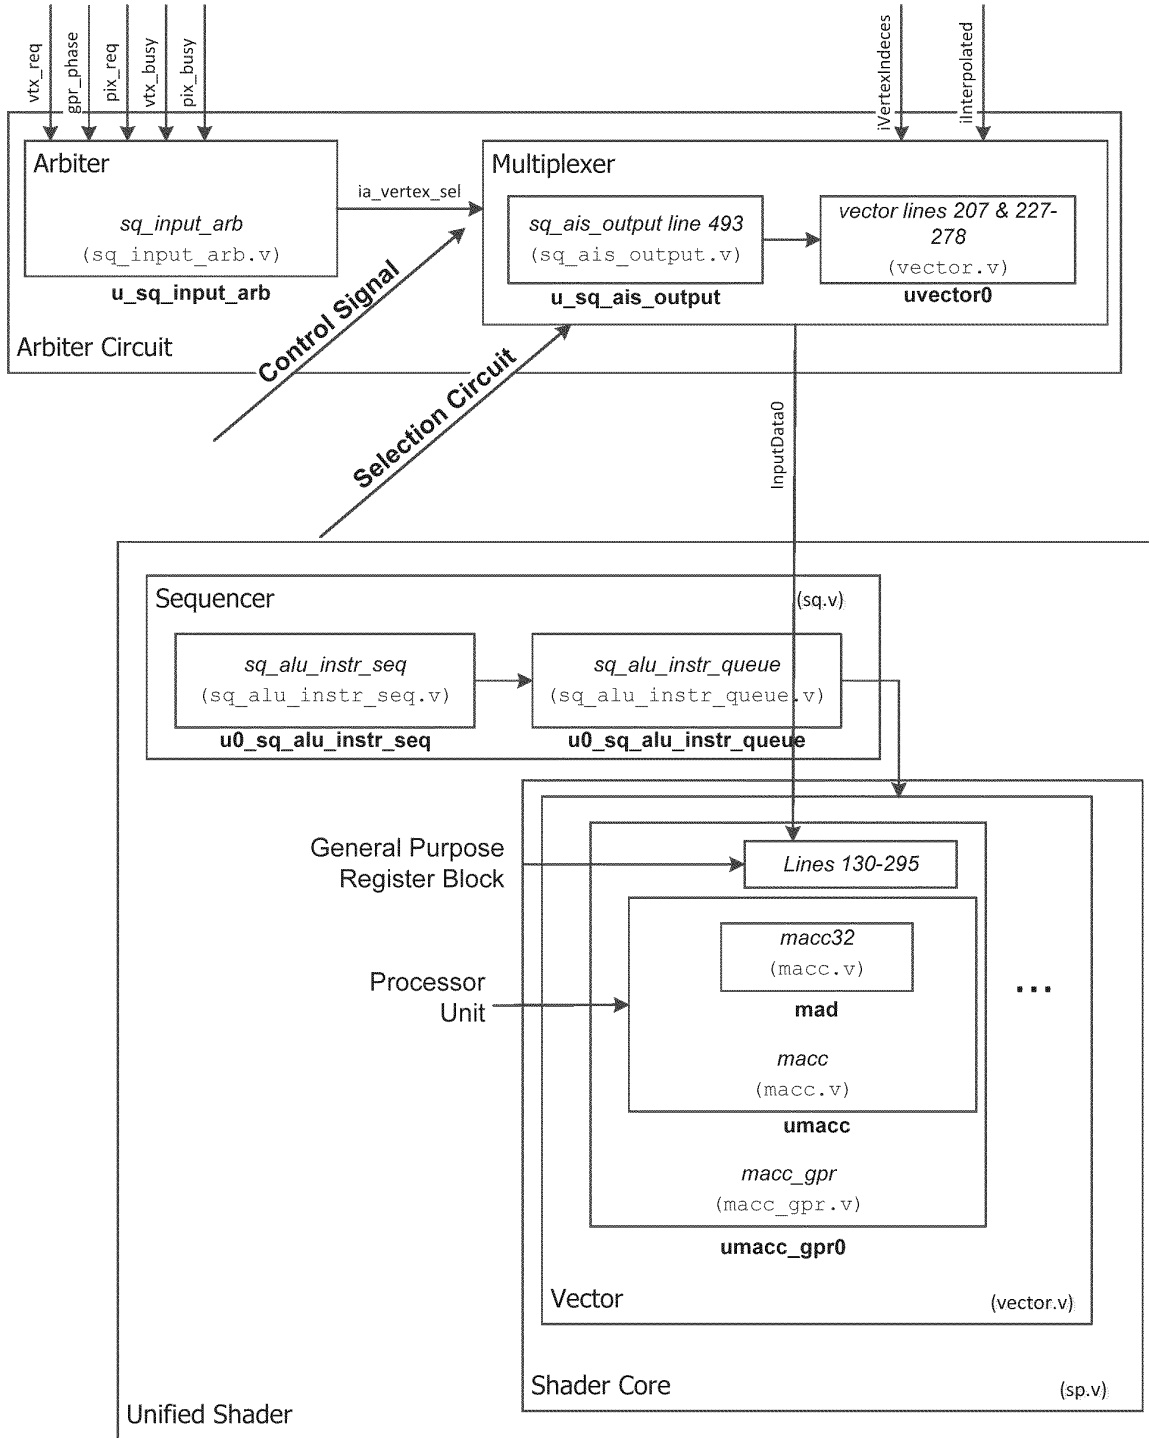 vtx_req
gpr_phase
pix_req
vtx_busy
pix_busy
iVertexIndeces
iInterpolated
Arbiter
sq_input_arb
(sq_input_arb.v)
u_sq_input_arb
Arbiter Circuit
ia_vertex_sel
Multiplexer
sq_ais_output line 493
(sq_ais_output.v)
u_sq_ais_output
vector lines 207 & 227-
278
(vector.v)
uvector0
Control Signal
Selection Circuit
InputData0
Sequencer
(sq.v)
sq_alu_instr_seq
(sq_alu_instr_seq.v)
u0_sq_alu_instr_seq
sq_alu_instr_queue
(sq_alu_instr_queue.v)
u0_sq_alu_instr_queue
General Purpose
Register Block
Lines 130-295
Processor
Unit
macc32
(macc.v)
mad
macc
(macc.v)
umacc
macc_gpr
(macc_gpr.v)
umacc_gpr0
...
Vector
(vector.v)
Shader Core
(sp.v)
Unified Shader